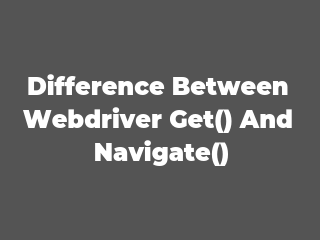 Difference Between
Webdriver Get() And
Navigate()